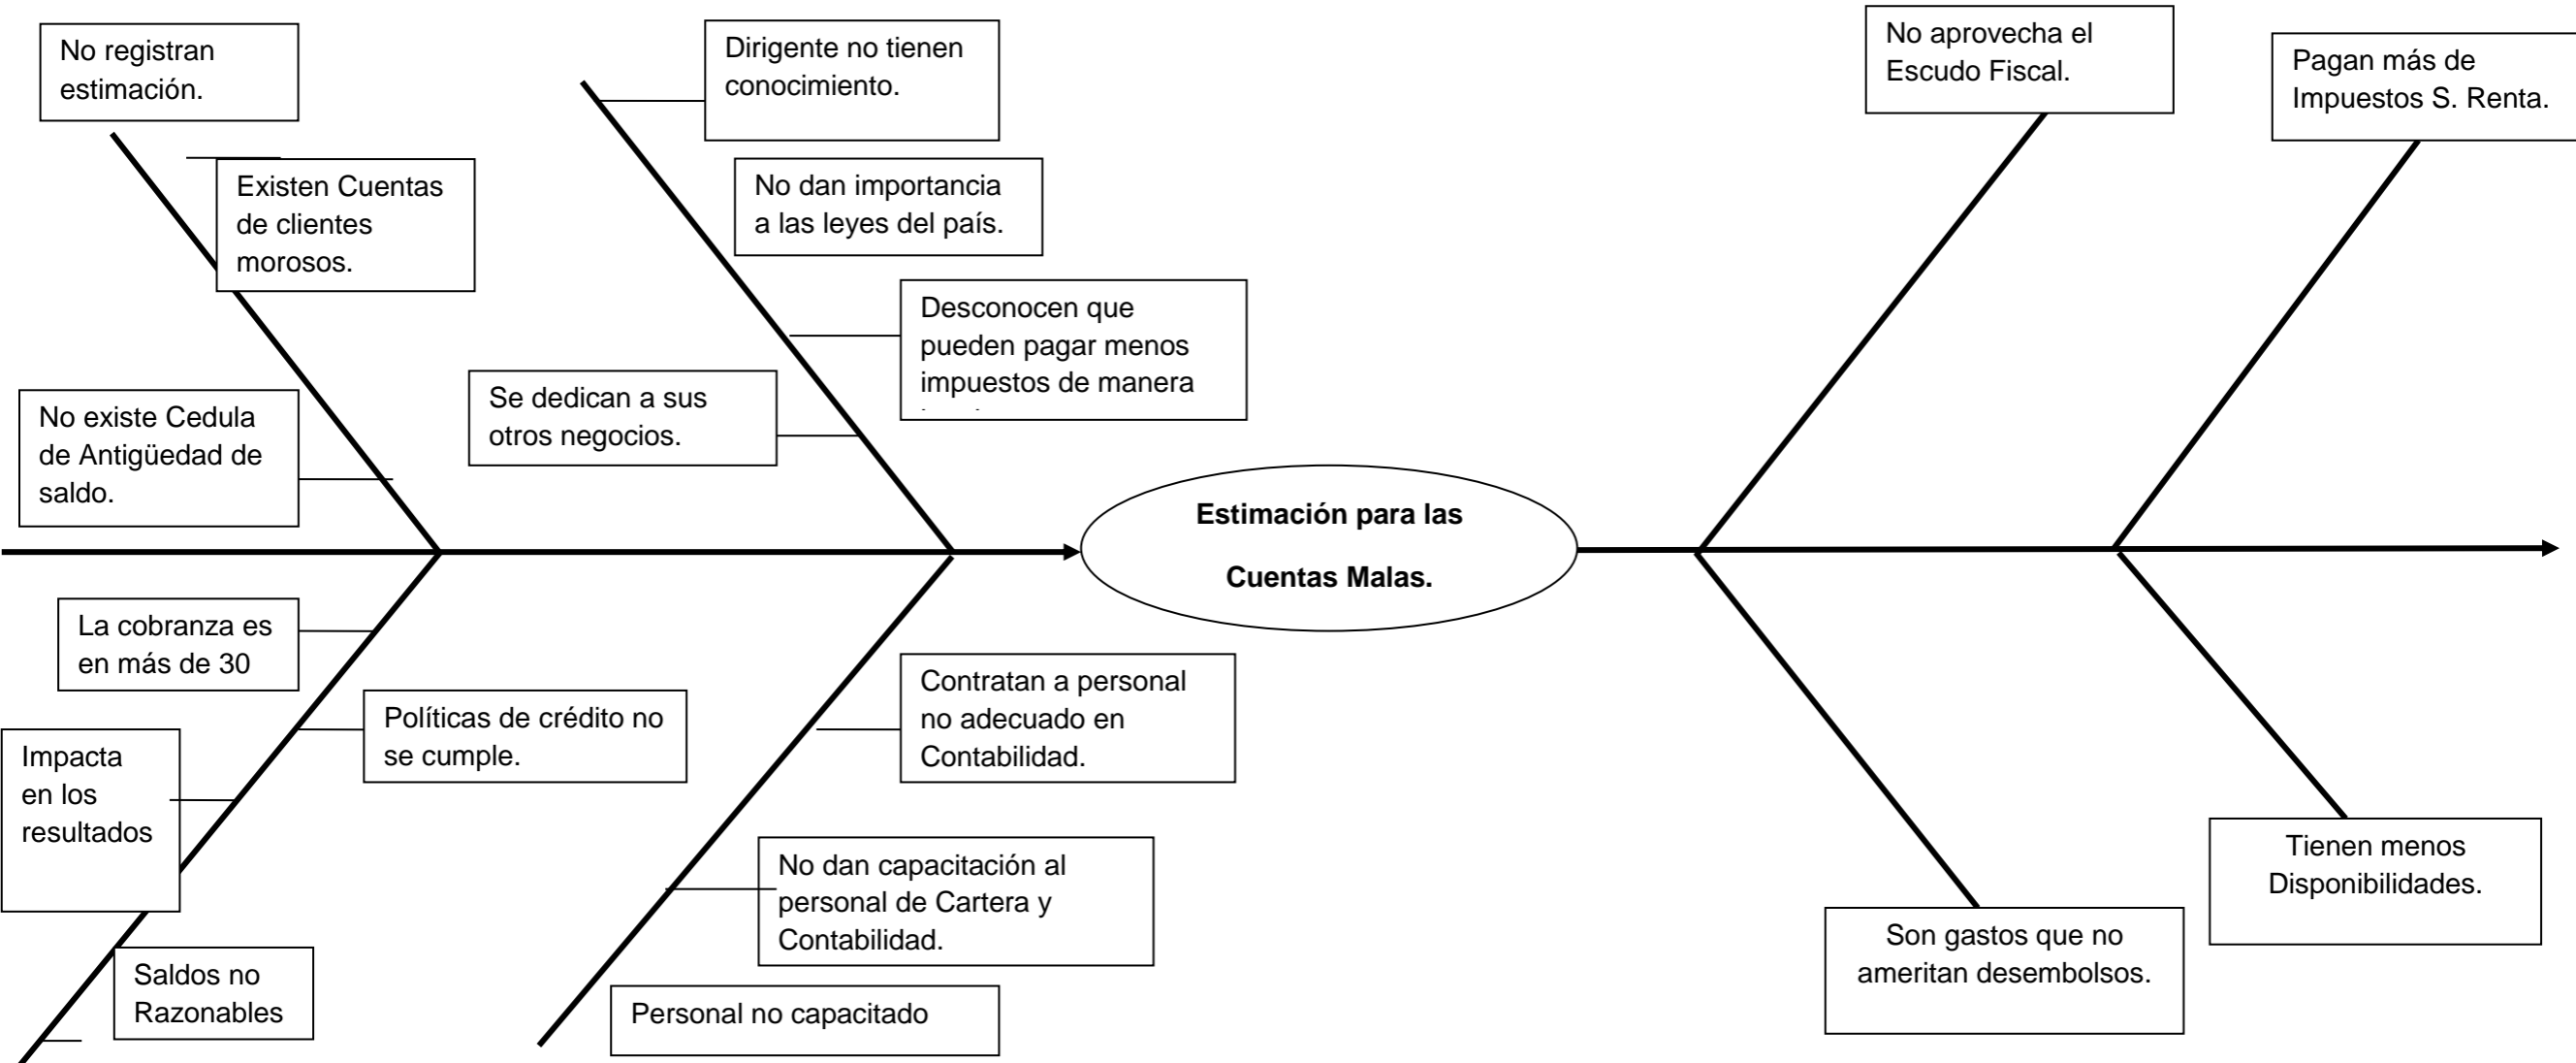 No registran
estimación.
Dirigente no tienen
conocimiento.
No aprovecha el
Escudo Fiscal.
Pagan más de
Impuestos S. Renta.
Existen Cuentas
de clientes
morosos.
No dan importancia
a las leyes del país.
Desconocen que
pueden pagar menos
impuestos de manera
No existe Cedula
de Antigüedad de
saldo.
Se dedican a sus
otros negocios.
Estimación para las
Cuentas Malas.
La cobranza es
en más de 30
Políticas de crédito no
se cumple.
Contratan a personal
no adecuado en
Contabilidad.
Impacta
en los
resultados
No dan capacitación al
personal de Cartera y
Contabilidad.
Tienen menos
Disponibilidades.
Son gastos que no
ameritan desembolsos.
Saldos no
Razonables
Personal no capacitado